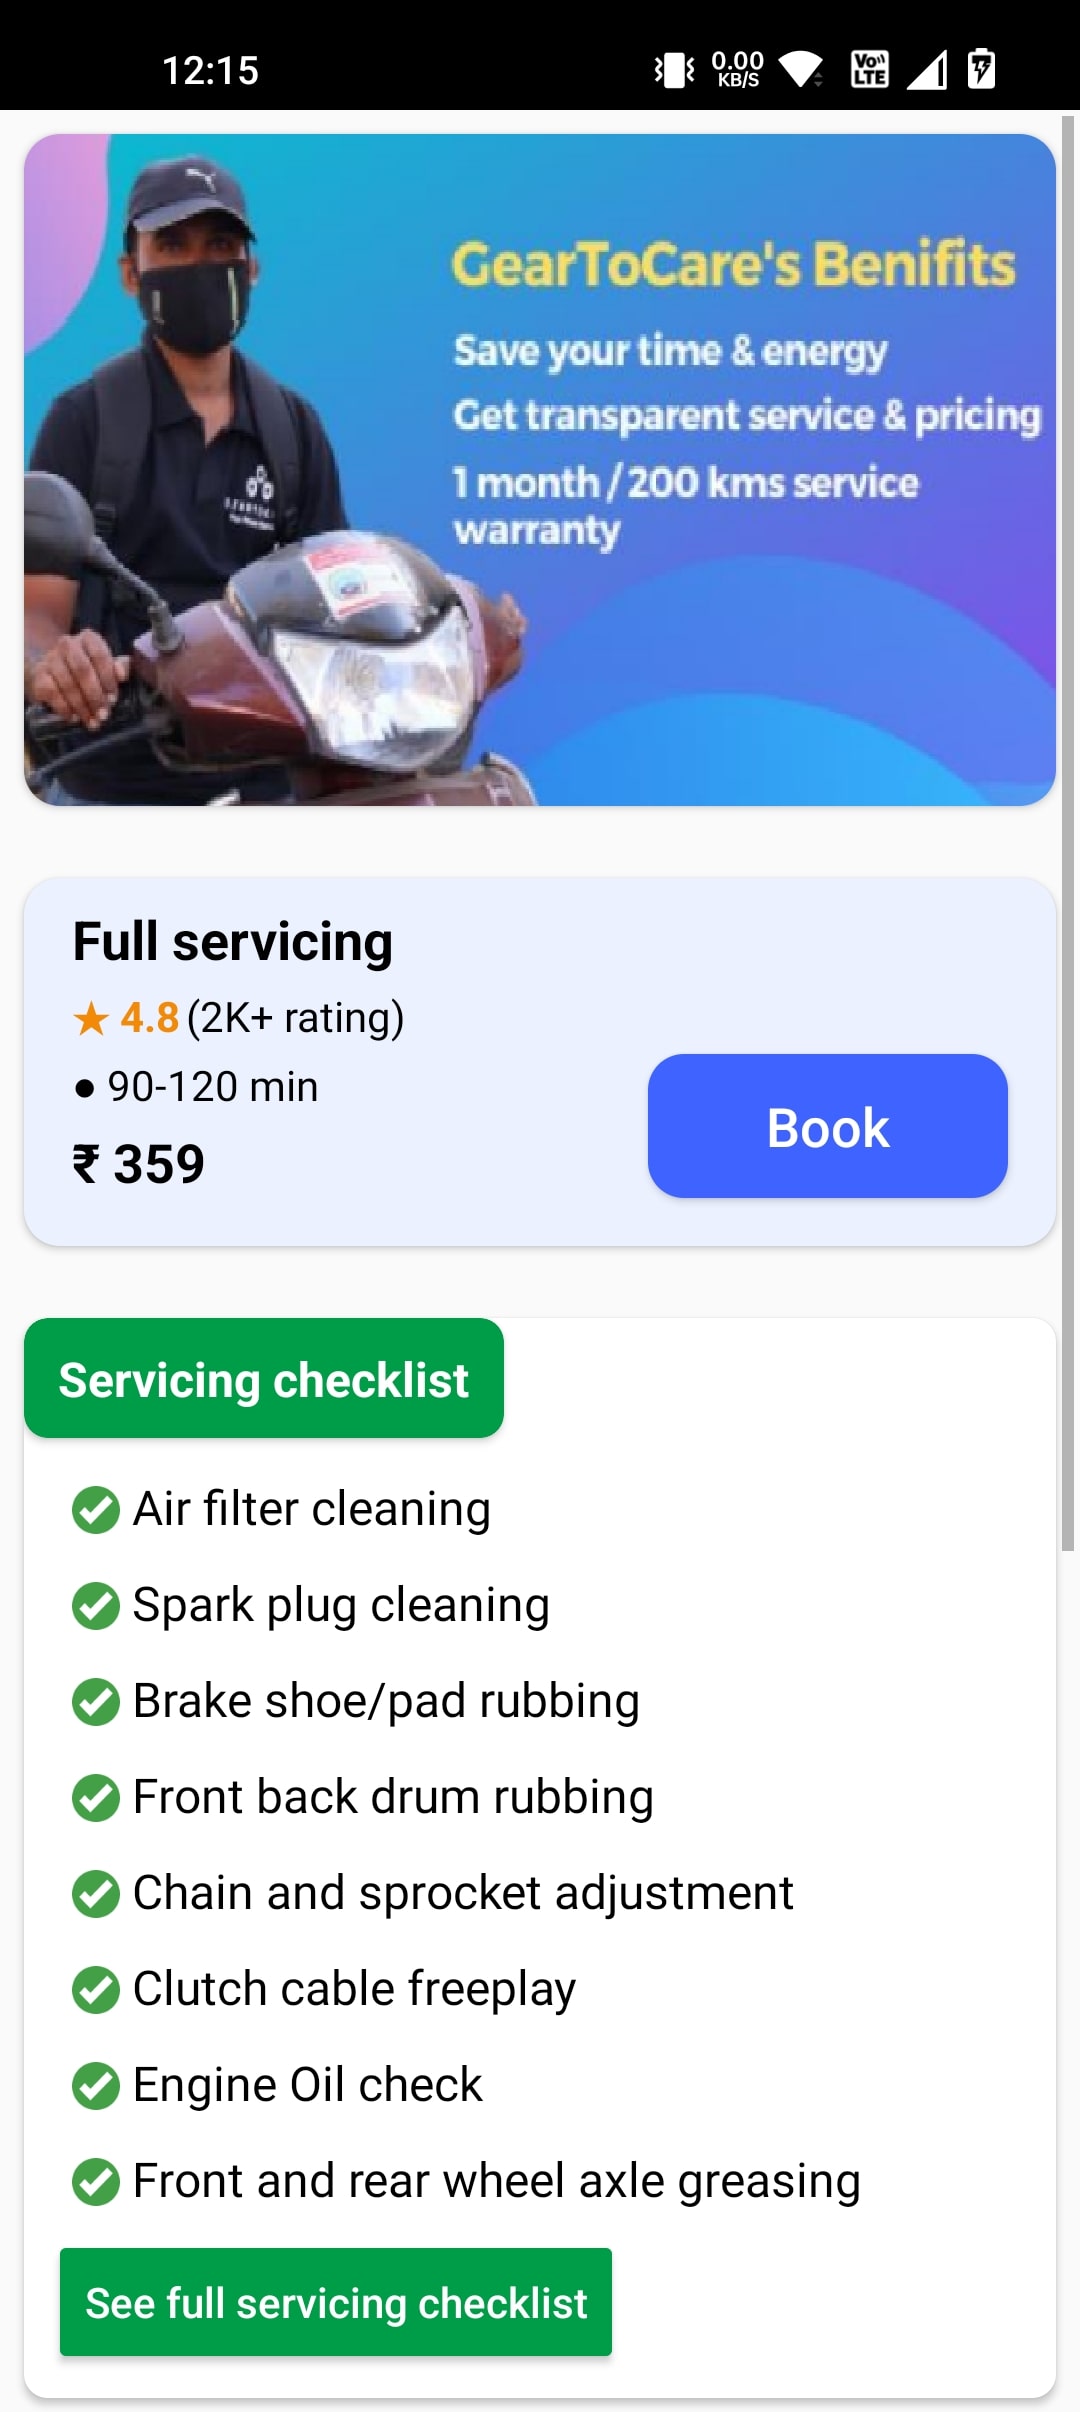 12:15
0.00
KB/S
Vo
LTE
GearToCare's Benifits
Save your time & energy
Get transparent service & pricing
1 month / 200 kms service
warranty
Full servicing
★ 4.8 (2K+ rating)
● 90-120 min
₹ 359
Book
Servicing checklist
Air filter cleaning
Spark plug cleaning
Brake shoe/pad rubbing
Front back drum rubbing
Chain and sprocket adjustment
Clutch cable freeplay
Engine Oil check
Front and rear wheel axle greasing
See full servicing checklist